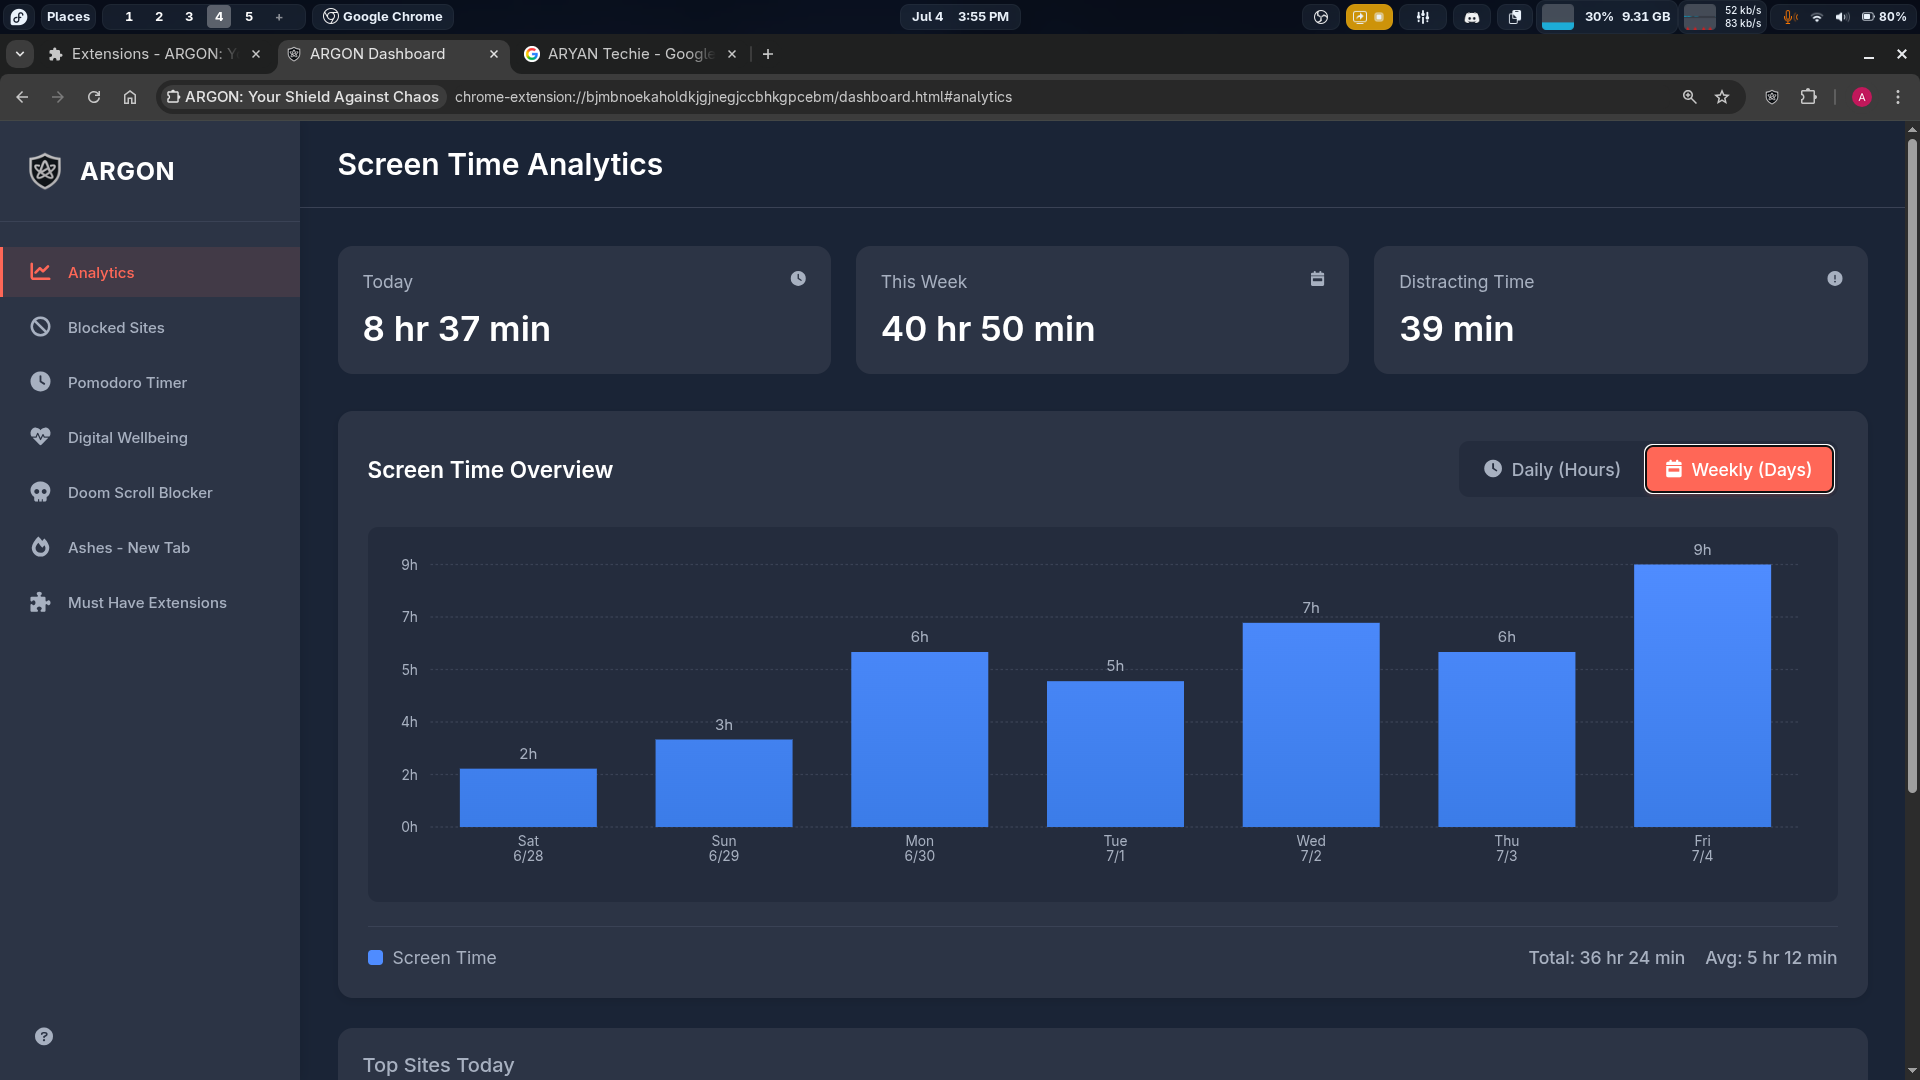 Places 1 2 3 4 5 + Google Chrome Jul 4 3:55 PM 30% 9.31 GB 52 kb/s 83 kb/s 80%
Extensions - ARGON: Y ARGON Dashboard ARYAN Techie - Google
ARGON: Your Shield Against Chaos chrome-extension://bjmbnoekaholdkjgjnegjccbhkgpcebm/dashboard.html#analytics A
ARGON
Analytics
Blocked Sites
Pomodoro Timer
Digital Wellbeing
Doom Scroll Blocker
Ashes - New Tab
Must Have Extensions
?
Screen Time Analytics
Today
8 hr 37 min
This Week
40 hr 50 min
Distracting Time
39 min
Screen Time Overview
Daily (Hours) Weekly (Days)
9h
7h
5h
4h
2h
0h
2h 3h 6h 5h 7h 6h 9h
Sat Sun Mon Tue Wed Thu Fri
6/28 6/29 6/30 7/1 7/2 7/3 7/4
Screen Time Total: 36 hr 24 min Avg: 5 hr 12 min
Top Sites Today